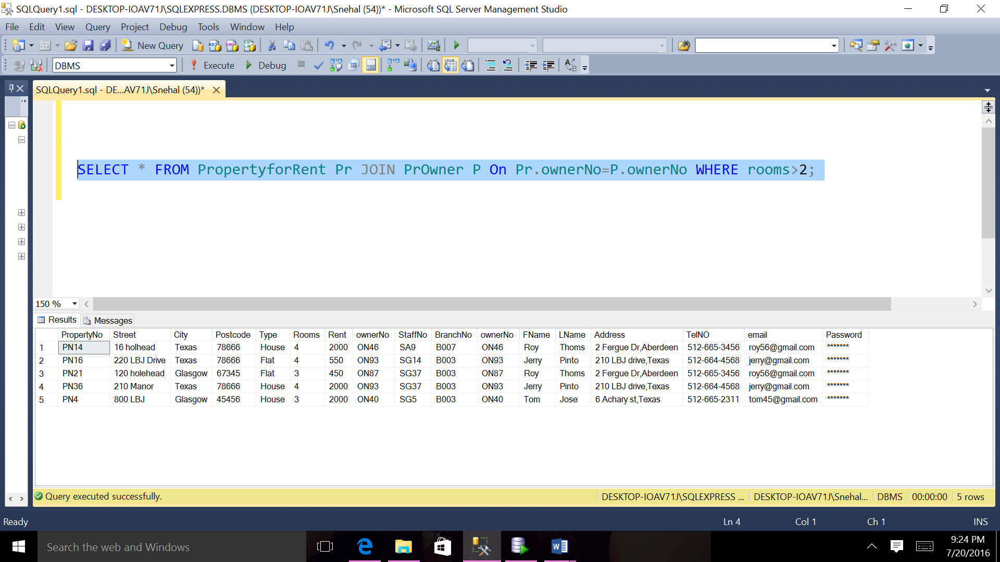 SQLQuery1.sql - DESKTOP-IOAV71J\SQLEXPRESS.DBMS (DESKTOP-IOAV71J\Snehal (54))* - Microsoft SQL Server Management Studio
File Edit View Query Project Debug Tools Window Help
New Query
DBMS Execute Debug
SQLQuery1.sql - DE...AV71J\Snehal (54))*
SELECT * FROM PropertyforRent Pr JOIN PrOwner P On Pr.ownerNo=P.ownerNo WHERE rooms>2;
150 %
Results Messages
PropertyNo Street City Postcode Type Rooms Rent ownerNo StaffNo BranchNo ownerNo FName LName Address TelNO email Password
1 PN14 16 holhead Texas 78666 House 4 2000 ON46 SA9 B007 ON46 Roy Thoms 2 Fergue Dr,Aberdeen 512-665-3456 roy56@gmail.com *******
2 PN16 220 LBJ Drive Texas 78666 Flat 4 550 ON93 SG14 B003 ON93 Jerry Pinto 210 LBJ drive,Texas 512-664-4568 jerry@gmail.com *******
3 PN21 120 holehead Glasgow 67345 Flat 3 450 ON87 SG37 B003 ON87 Roy Thoms 2 Fergue Dr,Aberdeen 512-665-3456 roy56@gmail.com *******
4 PN36 210 Manor Texas 78666 House 4 2000 ON93 SG37 B003 ON93 Jerry Pinto 210 LBJ drive,Texas 512-664-4568 jerry@gmail.com *******
5 PN4 800 LBJ Glasgow 45456 House 3 2000 ON40 SG5 B003 ON40 Tom Jose 6 Achary st,Texas 512-665-2311 tom45@gmail.com *******
Query executed successfully. DESKTOP-IOAV71J\SQLEXPRESS ... DESKTOP-IOAV71J\Snehal... DBMS 00:00:00 5 rows
Ready Ln 4 Col 1 Ch 1 INS
Search the web and Windows
9:24 PM
7/20/2016